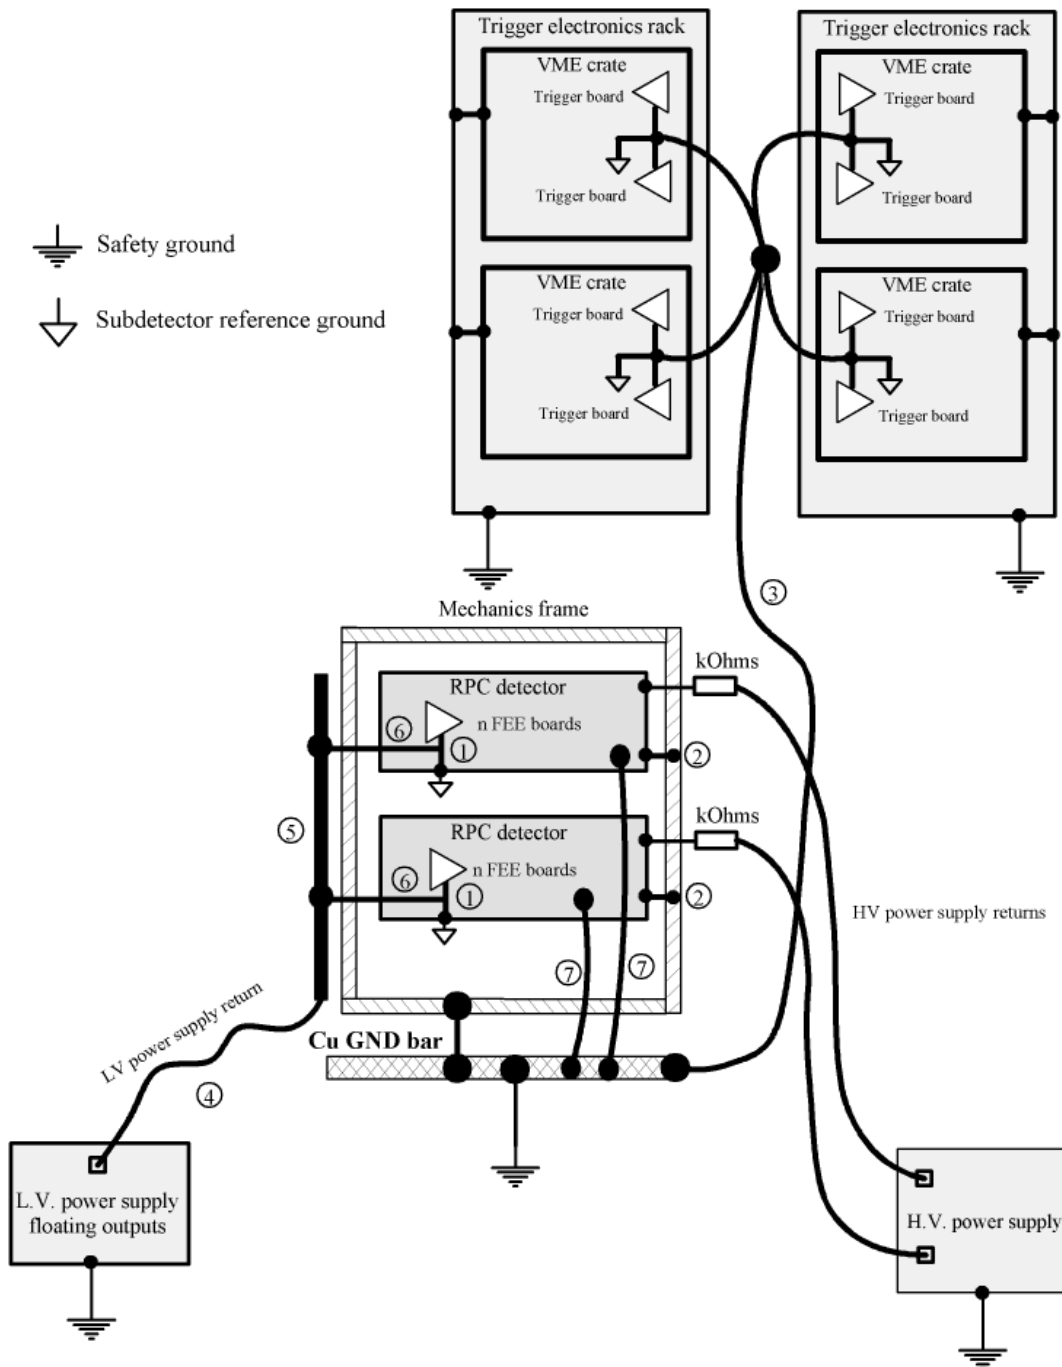 Trigger electronics rack
VME crate
Trigger board
Trigger board
VME crate
Trigger board
Trigger board
Trigger electronics rack
VME crate
Trigger board
Trigger board
VME crate
Trigger board
Trigger board
Safety ground
Subdetector reference ground
3
Mechanics frame
kOhms
RPC detector
n FEE boards
6
1
2
5
kOhms
RPC detector
n FEE boards
6
1
2
HV power supply returns
7
7
LV power supply return
Cu GND bar
4
L.V. power supply
floating outputs
H.V. power supply